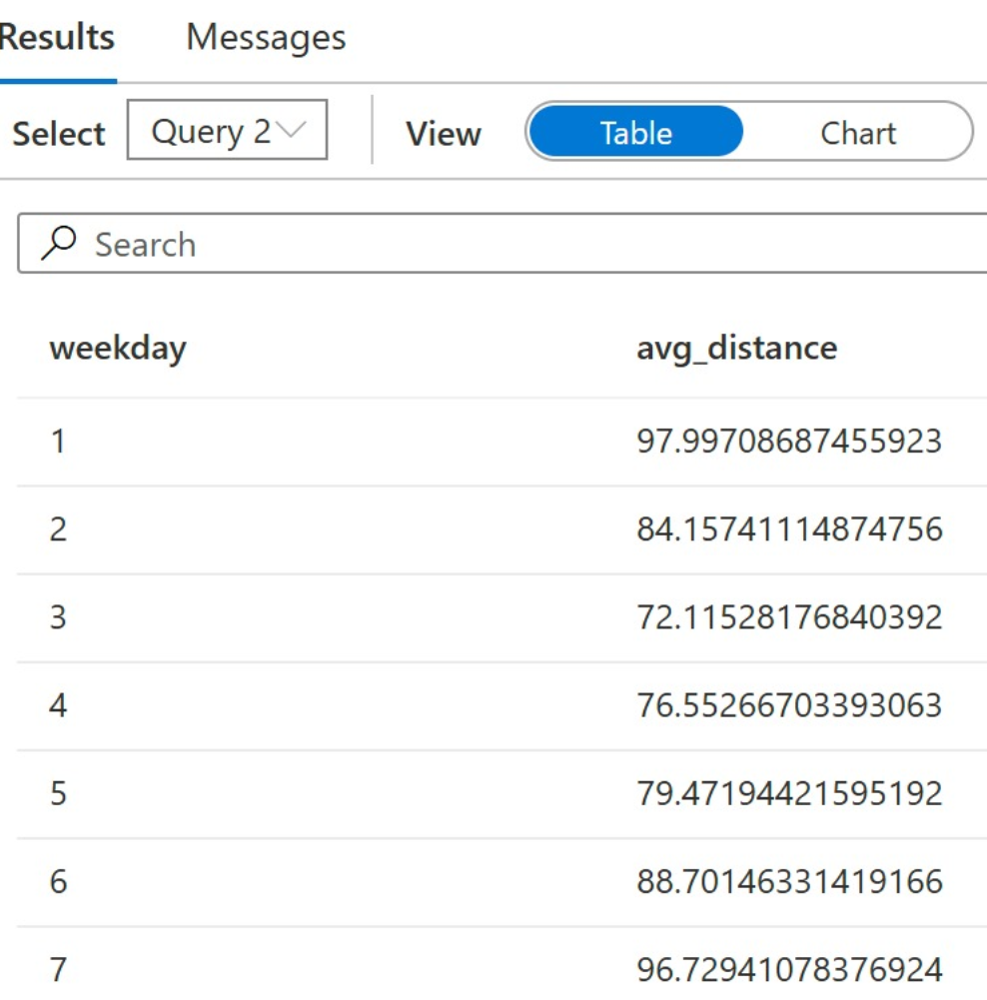 Results Messages
Select Query 2 View Table Chart
Search
weekday avg_distance
1 97.99708687455923
2 84.15741114874756
3 72.11528176840392
4 76.55266703393063
5 79.47194421595192
6 88.70146331419166
7 96.72941078376924